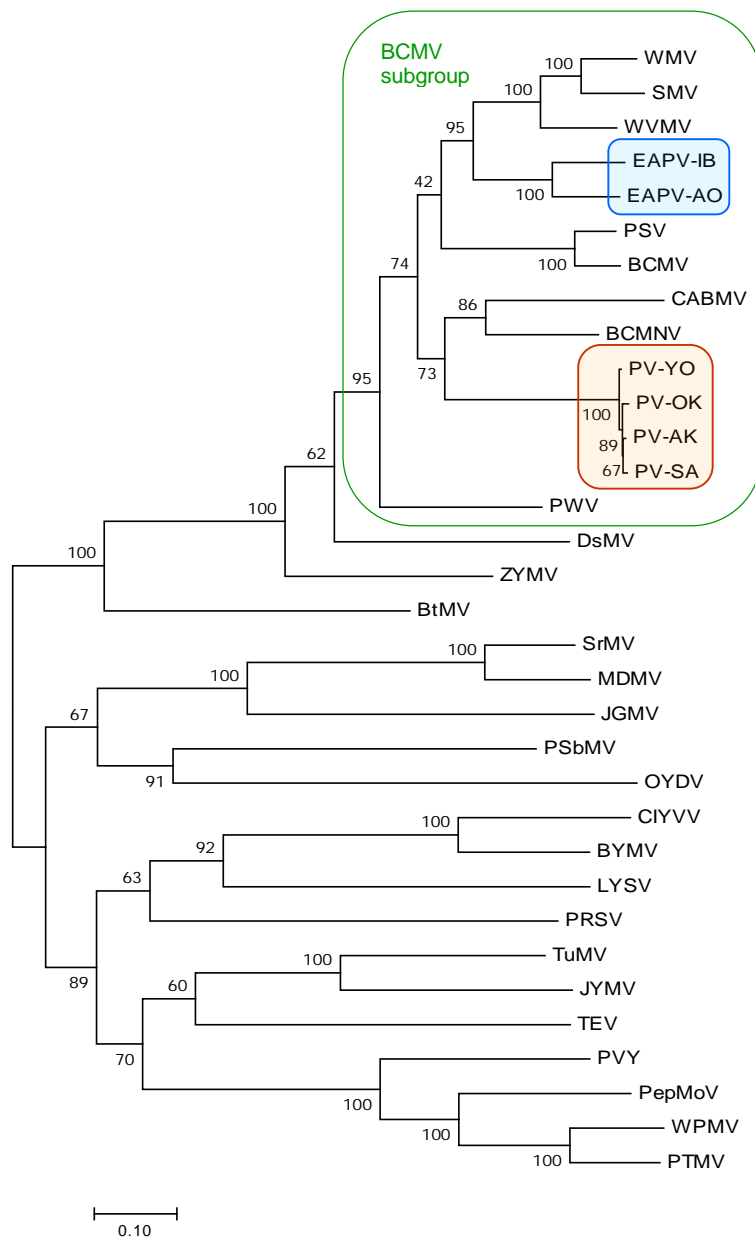 BCMV
subgroup
100
WMV
SMV
100
WVMV
95
EAPV-IB
100
EAPV-AO
42
PSV
100
BCMV
74
86
CABMV
BCMNV
73
PV-YO
100
PV-OK
89
PV-AK
67
PV-SA
95
PWV
62
DsMV
100
ZYMV
100
BtMV
100
SrMV
MDMV
100
JGMV
67
PSbMV
91
OYDV
100
ClYVV
BYMV
92
LYSV
63
PRSV
89
100
TuMV
JYMV
60
TEV
70
PVY
100
PepMoV
100
WPMV
100
PTMV
0.10